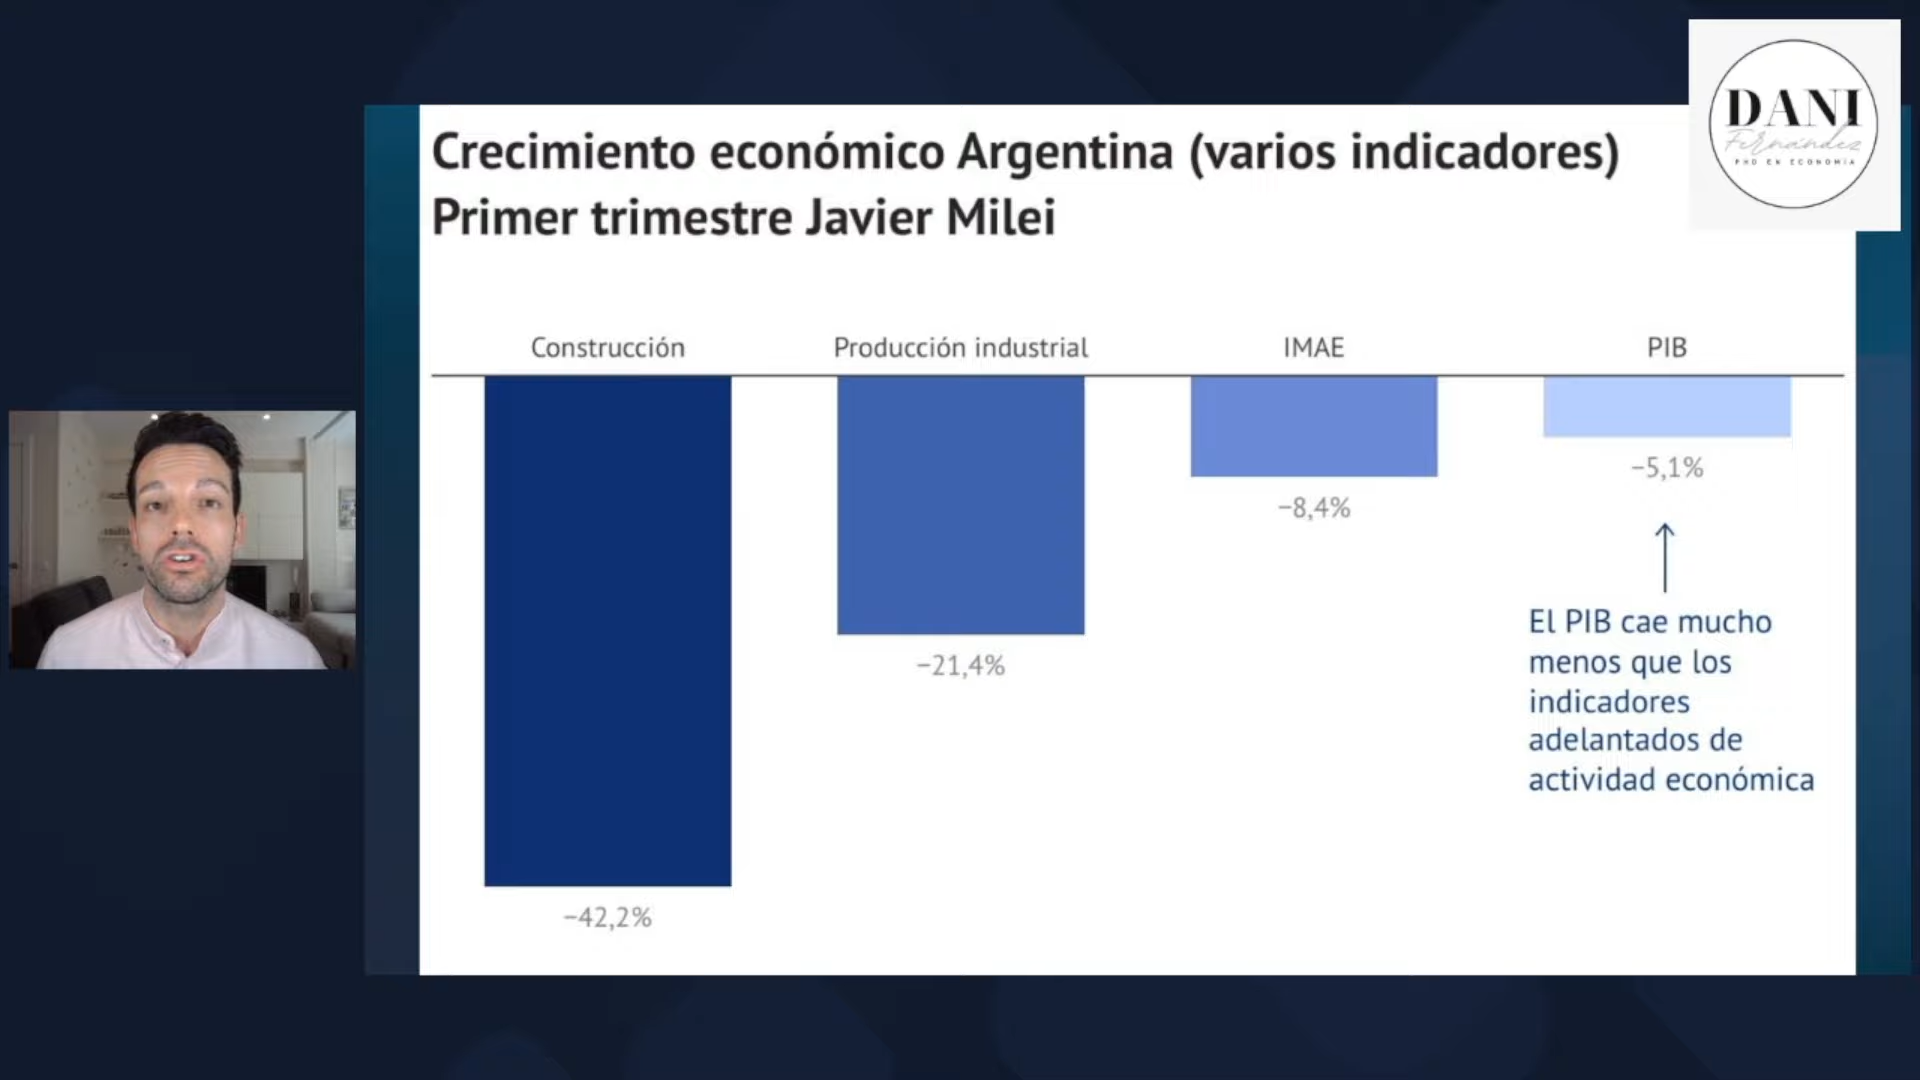 DANI
Fernández
PHD EN ECONOMÍA
Crecimiento económico Argentina (varios indicadores)
Primer trimestre Javier Milei
Construcción
Producción industrial
IMAE
PIB
−42,2%
−21,4%
−8,4%
−5,1%
El PIB cae mucho
menos que los
indicadores
adelantados de
actividad económica